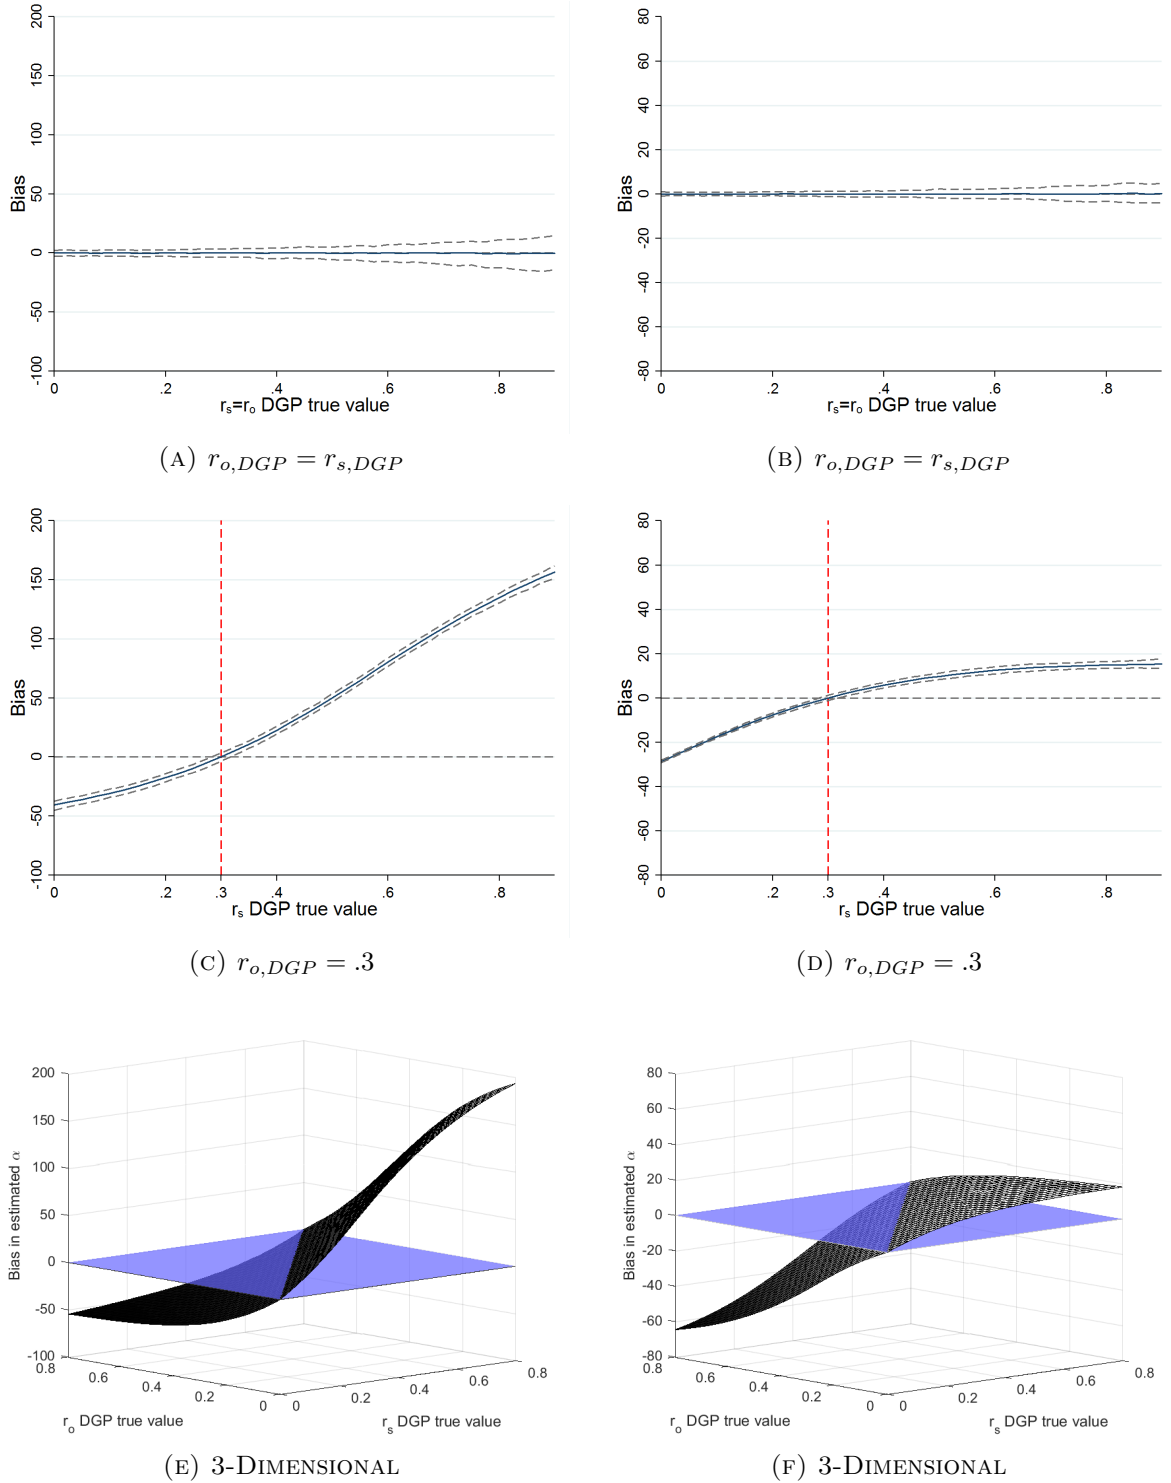 200
150
100
50
0
-50
-100
Bias
0 .2 .4 .6 .8
rₛ=rₒ DGP true value
(A) r_{o,DGP} = r_{s,DGP}
80
60
40
20
0
-20
-40
-60
-80
Bias
0 .2 .4 .6 .8
rₛ=rₒ DGP true value
(B) r_{o,DGP} = r_{s,DGP}
200
150
100
50
0
-50
-100
Bias
0 .2 .3 .4 .6 .8
rₛ DGP true value
(C) r_{o,DGP} = .3
80
60
40
20
0
-20
-40
-60
-80
Bias
0 .2 .3 .4 .6 .8
rₛ DGP true value
(D) r_{o,DGP} = .3
200
150
100
50
0
-50
-100
Bias in estimated α
0.8 0.6 0.4 0.2 0
rₒ DGP true value
0 0.2 0.4 0.6 0.8
rₛ DGP true value
(E) 3-DIMENSIONAL
80
60
40
20
0
-20
-40
-60
-80
Bias in estimated α
0.8 0.6 0.4 0.2 0
rₒ DGP true value
0 0.2 0.4 0.6 0.8
rₛ DGP true value
(F) 3-DIMENSIONAL